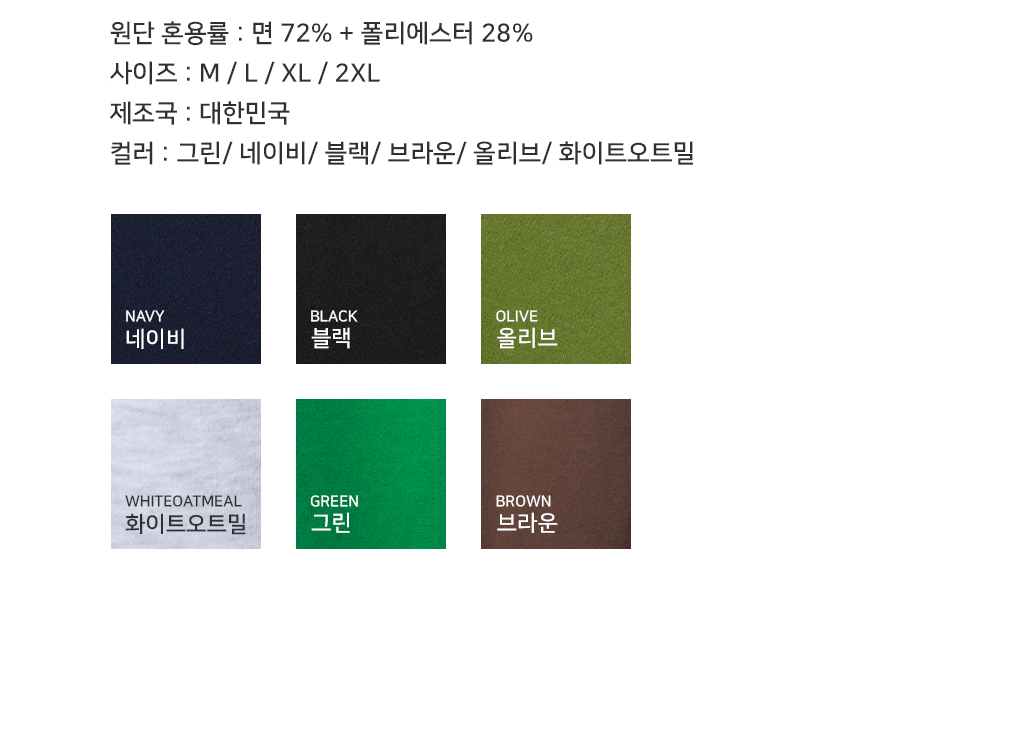 원단 혼용률 : 면 72% + 폴리에스터 28%
사이즈 : M / L / XL / 2XL
제조국 : 대한민국
컬러 : 그린/ 네이비/ 블랙/ 브라운/ 올리브/ 화이트오트밀
NAVY
네이비
BLACK
블랙
OLIVE
올리브
WHITEOATMEAL
화이트오트밀
GREEN
그린
BROWN
브라운